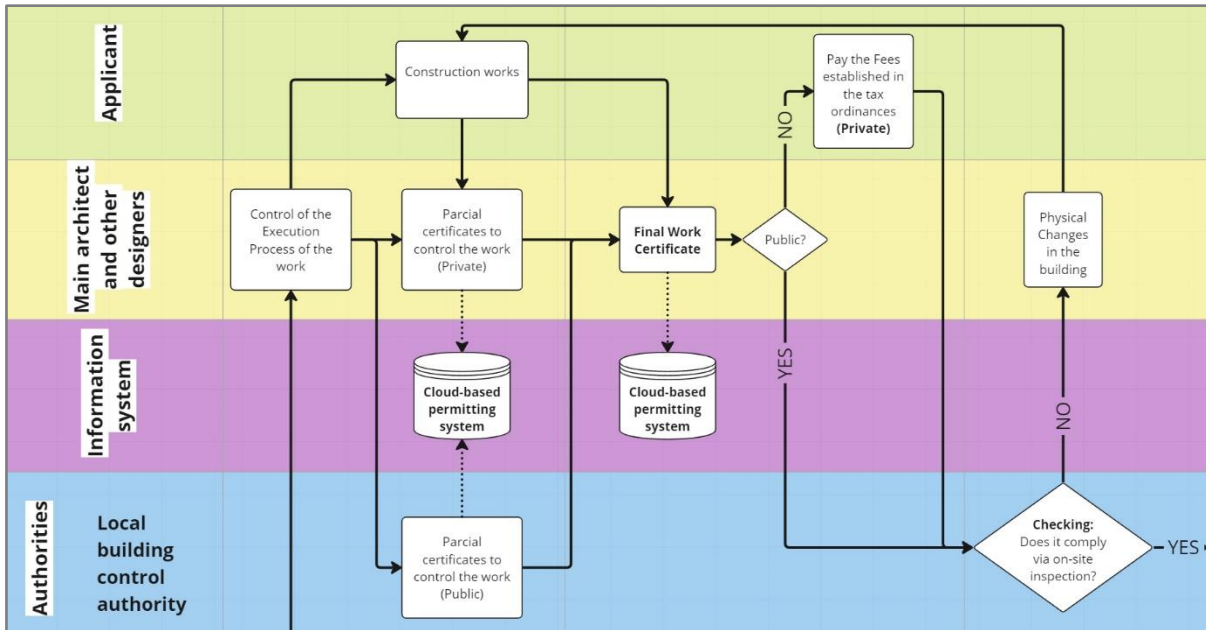 Applicant
Construction works
Pay the Fees
established in
the tax
ordinances
(Private)
NO
Main architect
and other
designers
Control of the
Execution
Process of the
work
Parcial
certificates to
control the work
(Private)
Final Work
Certificate
Public?
Physical
Changes
in the
building
Information
system
Cloud-based
permitting
system
Cloud-based
permitting
system
YES
NO
Authorities
Local
building
control
authority
Parcial
certificates to
control the work
(Public)
Checking:
Does it comply
via on-site
inspection?
YES